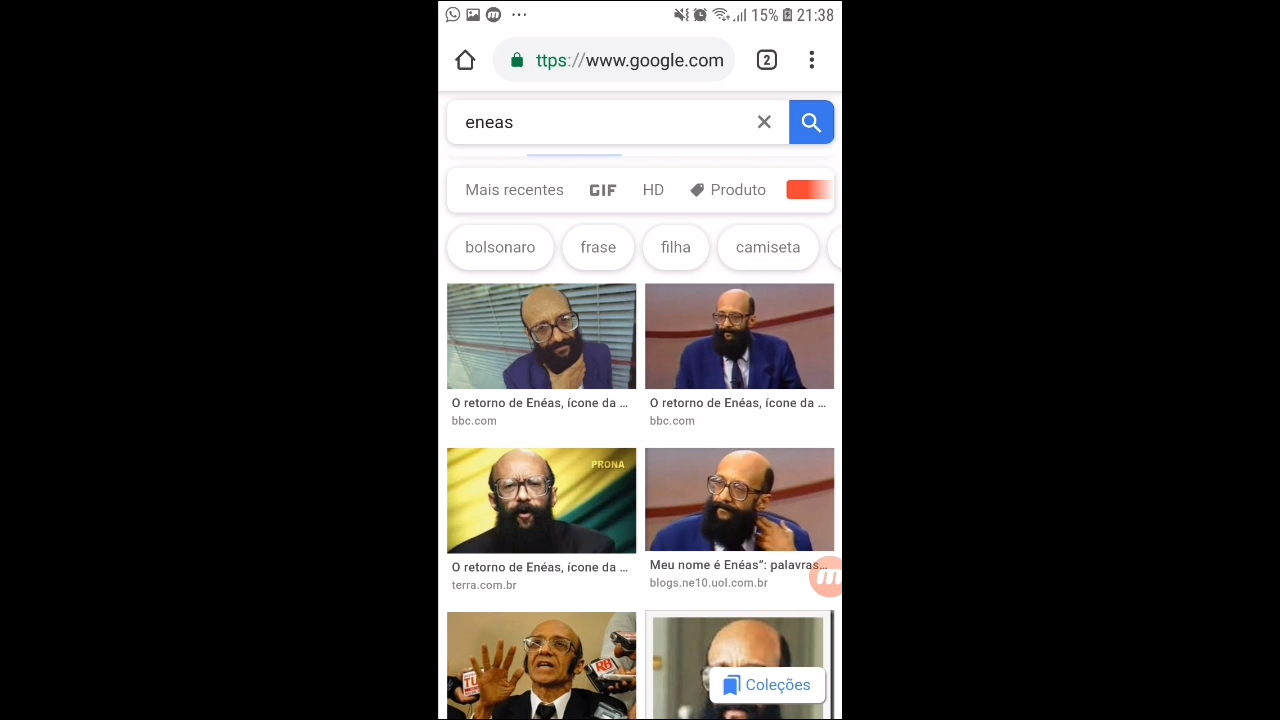 15% 21:38
ttps://www.google.com 2
eneas
Mais recentes GIF HD Produto
bolsonaro frase filha camiseta
O retorno de Enéas, ícone da ... O retorno de Enéas, ícone da ...
bbc.com bbc.com
PRONA
O retorno de Enéas, ícone da ... Meu nome é Enéas”: palavras...
terra.com.br blogs.ne10.uol.com.br
Coleções